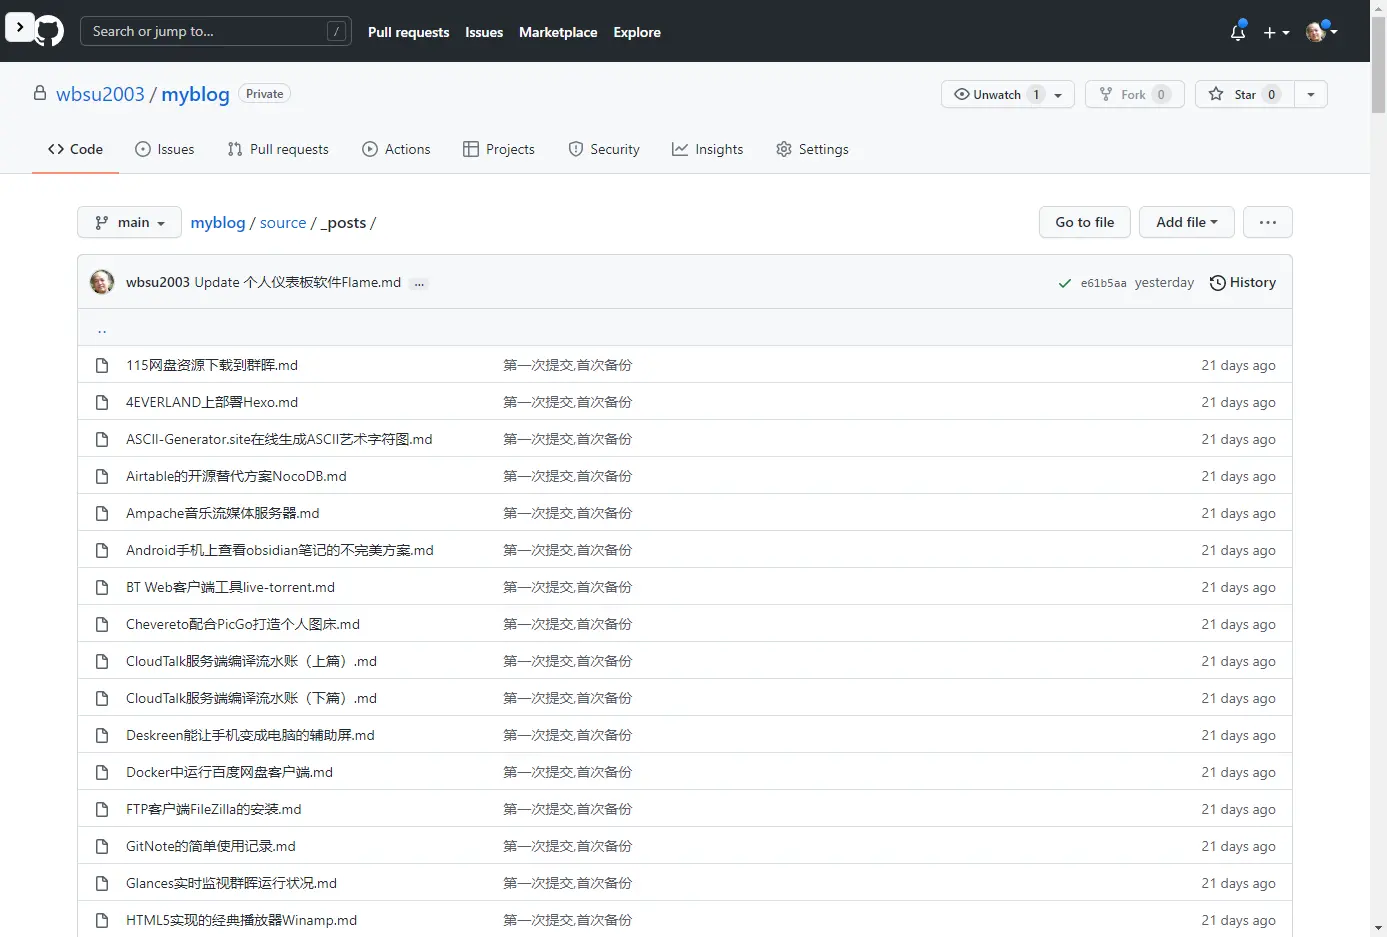 Search or jump to... / Pull requests Issues Marketplace Explore
wbsu2003 / myblog Private Unwatch 1 Fork 0 Star 0
Code Issues Pull requests Actions Projects Security Insights Settings
main myblog / source / _posts / Go to file Add file ...
wbsu2003 Update 个人仪表板软件Flame.md ... e61b5aa yesterday History
..
115网盘资源下载到群晖.md 第一次提交,首次备份 21 days ago
4EVERLAND上部署Hexo.md 第一次提交,首次备份 21 days ago
ASCII-Generator.site在线生成ASCII艺术字符图.md 第一次提交,首次备份 21 days ago
Airtable的开源替代方案NocoDB.md 第一次提交,首次备份 21 days ago
Ampache音乐流媒体服务器.md 第一次提交,首次备份 21 days ago
Android手机上查看obsidian笔记的不完美方案.md 第一次提交,首次备份 21 days ago
BT Web客户端工具live-torrent.md 第一次提交,首次备份 21 days ago
Chevereto配合PicGo打造个人图床.md 第一次提交,首次备份 21 days ago
CloudTalk服务端编译流水账（上篇）.md 第一次提交,首次备份 21 days ago
CloudTalk服务端编译流水账（下篇）.md 第一次提交,首次备份 21 days ago
Deskreen能让手机变成电脑的辅助屏.md 第一次提交,首次备份 21 days ago
Docker中运行百度网盘客户端.md 第一次提交,首次备份 21 days ago
FTP客户端FileZilla的安装.md 第一次提交,首次备份 21 days ago
GitNote的简单使用记录.md 第一次提交,首次备份 21 days ago
Glances实时监视群晖运行状况.md 第一次提交,首次备份 21 days ago
HTML5实现的经典播放器Winamp.md 第一次提交,首次备份 21 days ago